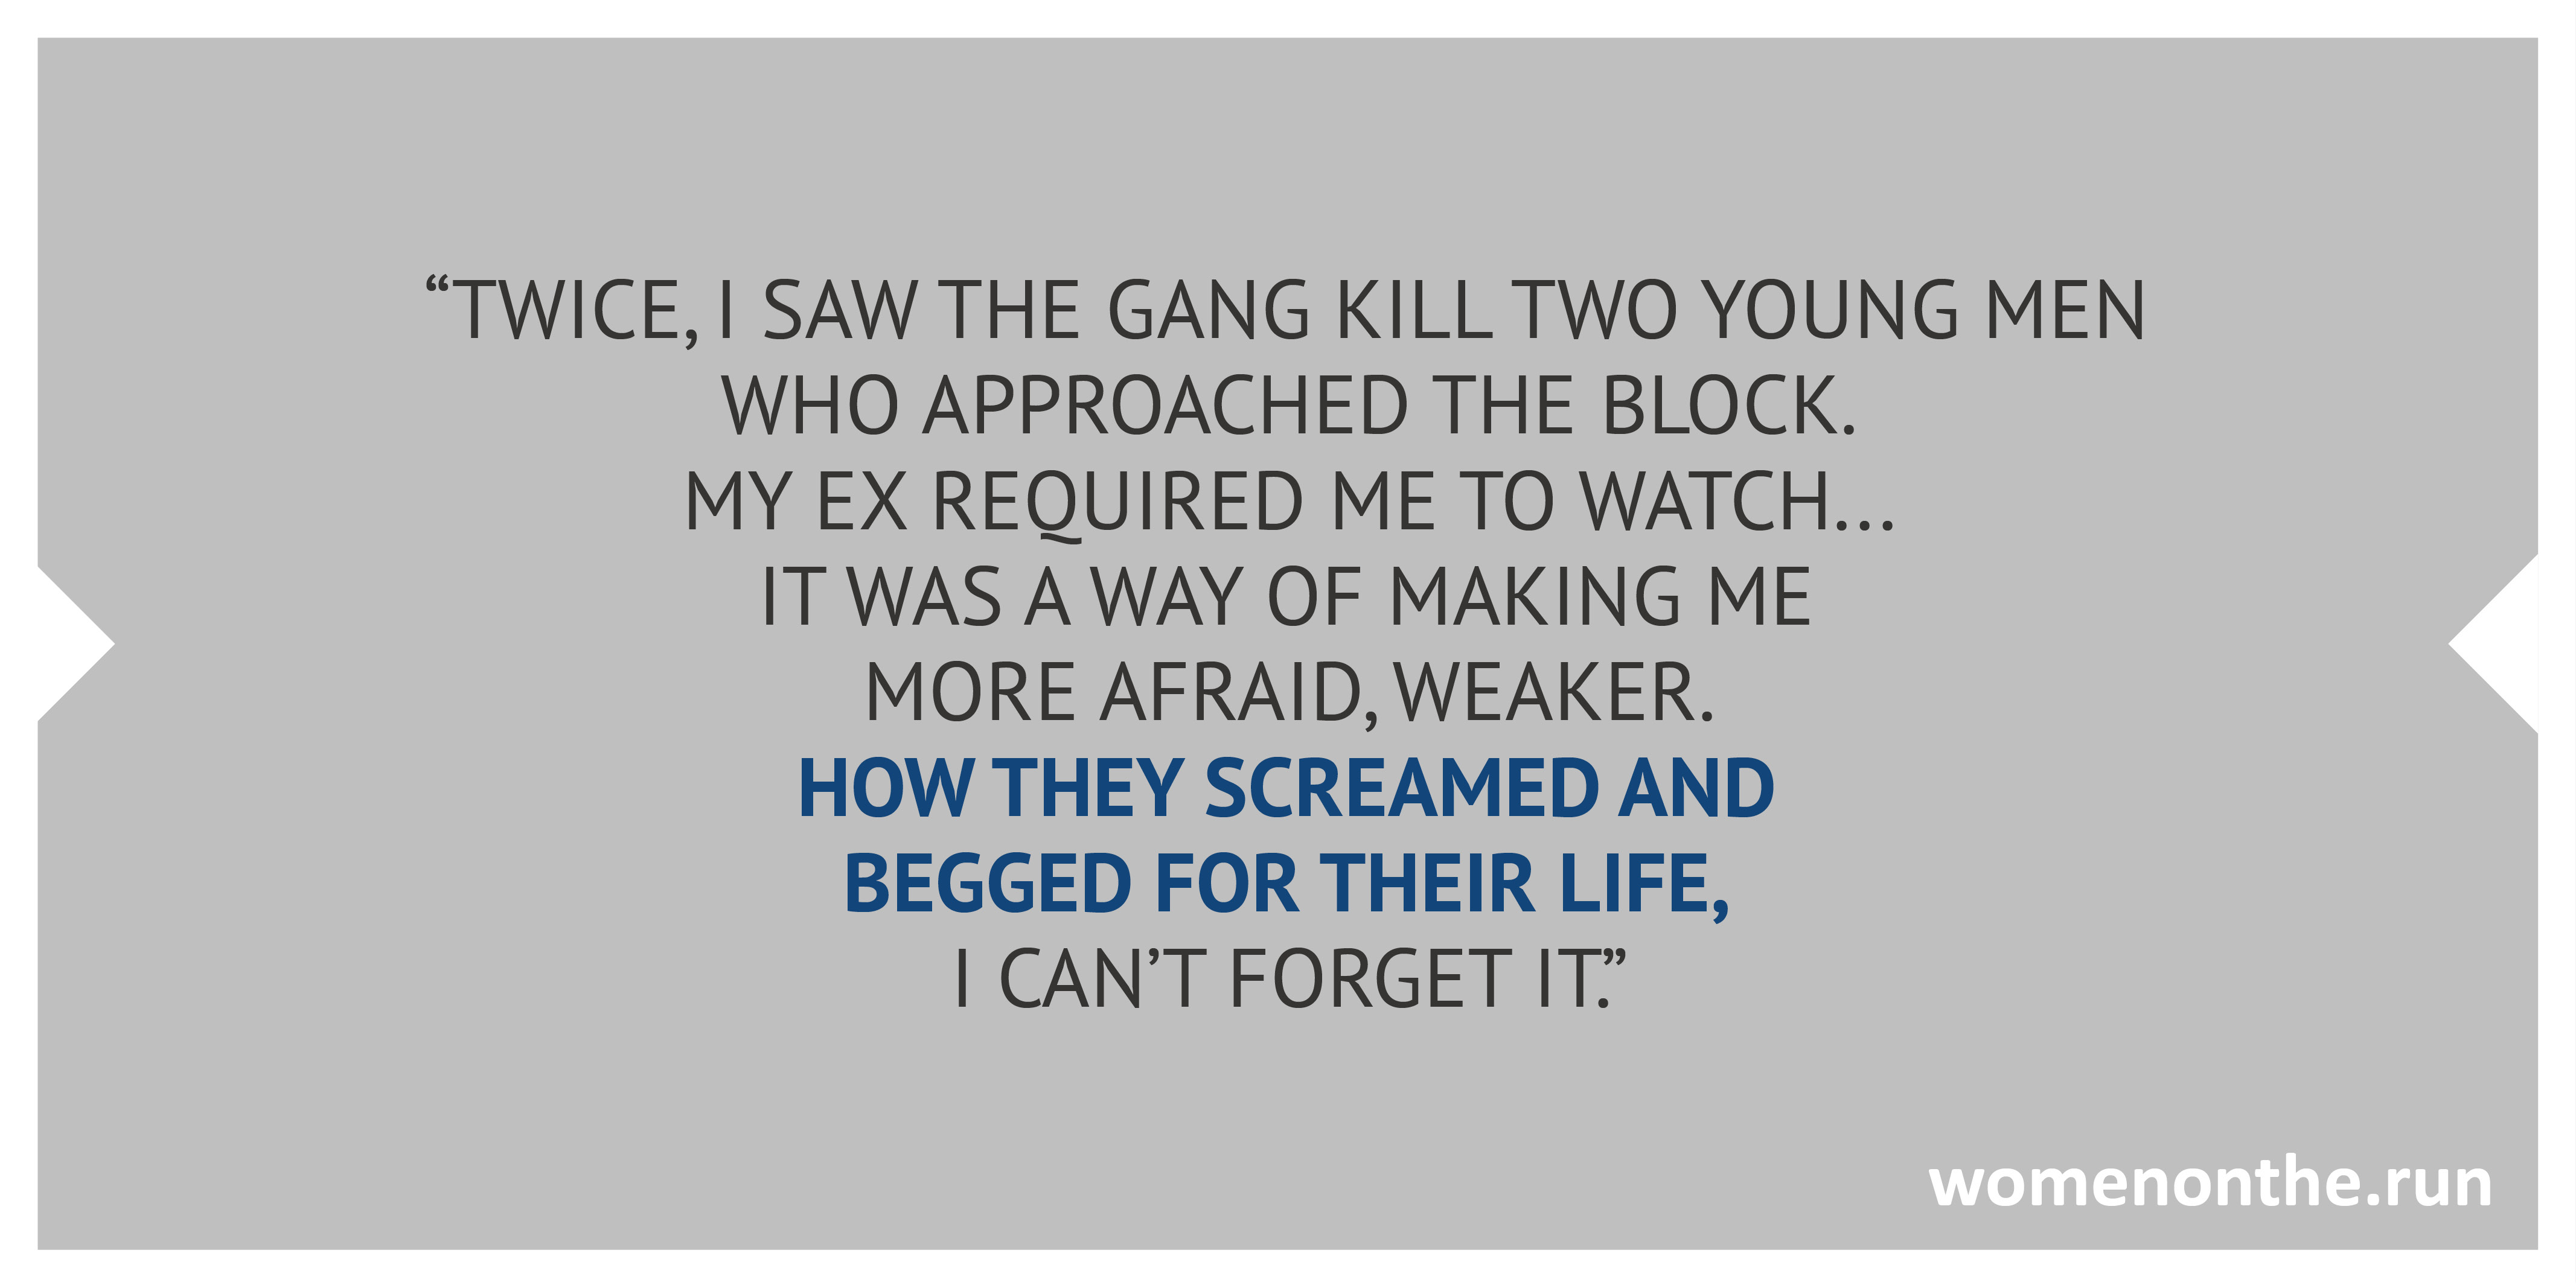 “TWICE, I SAW THE GANG KILL TWO YOUNG MEN
WHO APPROACHED THE BLOCK.
MY EX REQUIRED ME TO WATCH...
IT WAS A WAY OF MAKING ME
MORE AFRAID, WEAKER.
HOW THEY SCREAMED AND
BEGGED FOR THEIR LIFE,
I CAN’T FORGET IT.”
womenonthe.run